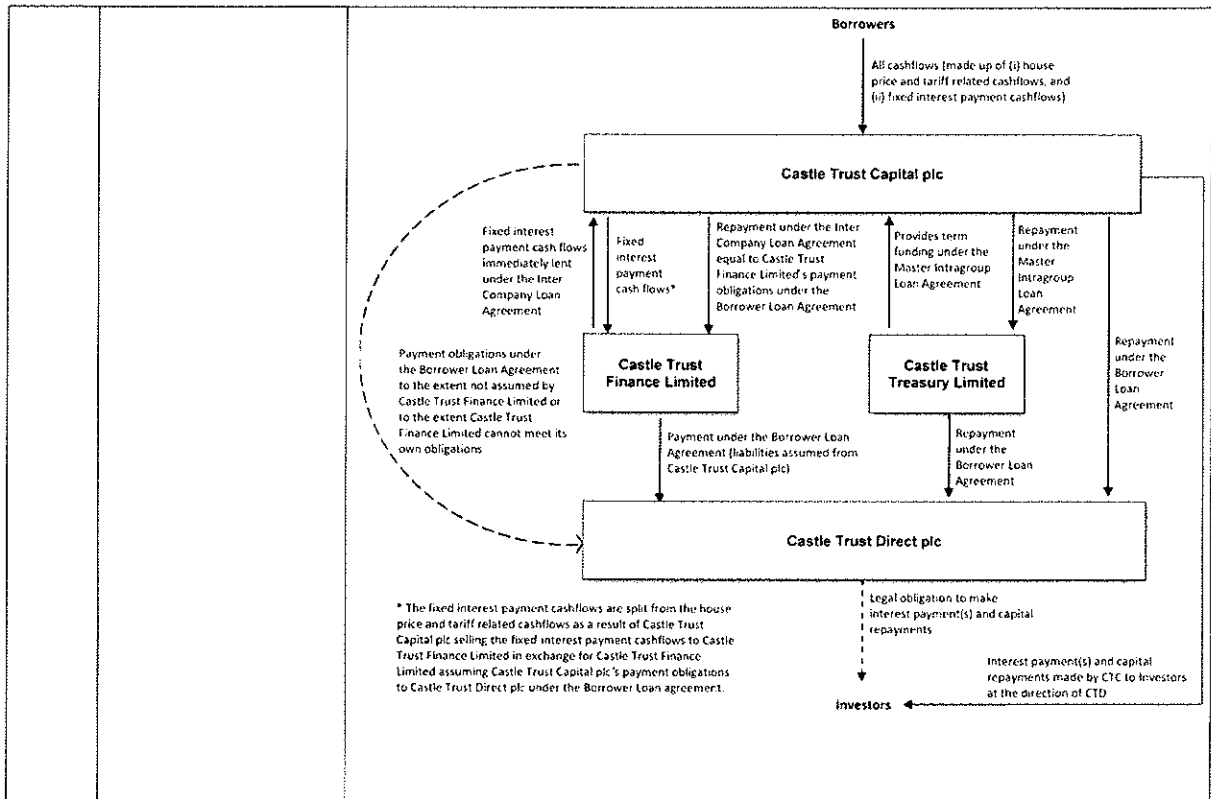 Borrowers
All cashflows (made up of (i) house
price and tariff related cashflows, and
(ii) fixed interest payment cashflows)
Castle Trust Capital plc
Fixed interest
payment cash flows
immediately lent
under the Inter
Company Loan
Agreement
Fixed
interest
payment
cash flows*
Repayment under the Inter
Company Loan Agreement
equal to Castle Trust
Finance Limited's payment
obligations under the
Borrower Loan Agreement
Provides term
funding under the
Master Intragroup
Loan Agreement
Repayment
under the
Master
Intragroup
Loan
Agreement
Repayment
under the
Borrower
Loan
Agreement
Payment obligations under
the Borrower Loan Agreement
to the extent not assumed by
Castle Trust Finance Limited or
to the extent Castle Trust
Finance Limited cannot meet its
own obligations
Castle Trust
Finance Limited
Castle Trust
Treasury Limited
Payment under the Borrower Loan
Agreement (liabilities assumed from
Castle Trust Capital plc)
Repayment
under the
Borrower Loan
Agreement
Castle Trust Direct plc
* The fixed interest payment cashflows are split from the house
price and tariff related cashflows as a result of Castle Trust
Capital plc selling the fixed interest payment cashflows to Castle
Trust Finance Limited in exchange for Castle Trust Finance
Limited assuming Castle Trust Capital plc's payment obligations
to Castle Trust Direct plc under the Borrower Loan agreement.
Legal obligation to make
interest payment(s) and capital
repayments
Interest payment(s) and capital
repayments made by CTC to Investors
at the direction of CTD
Investors